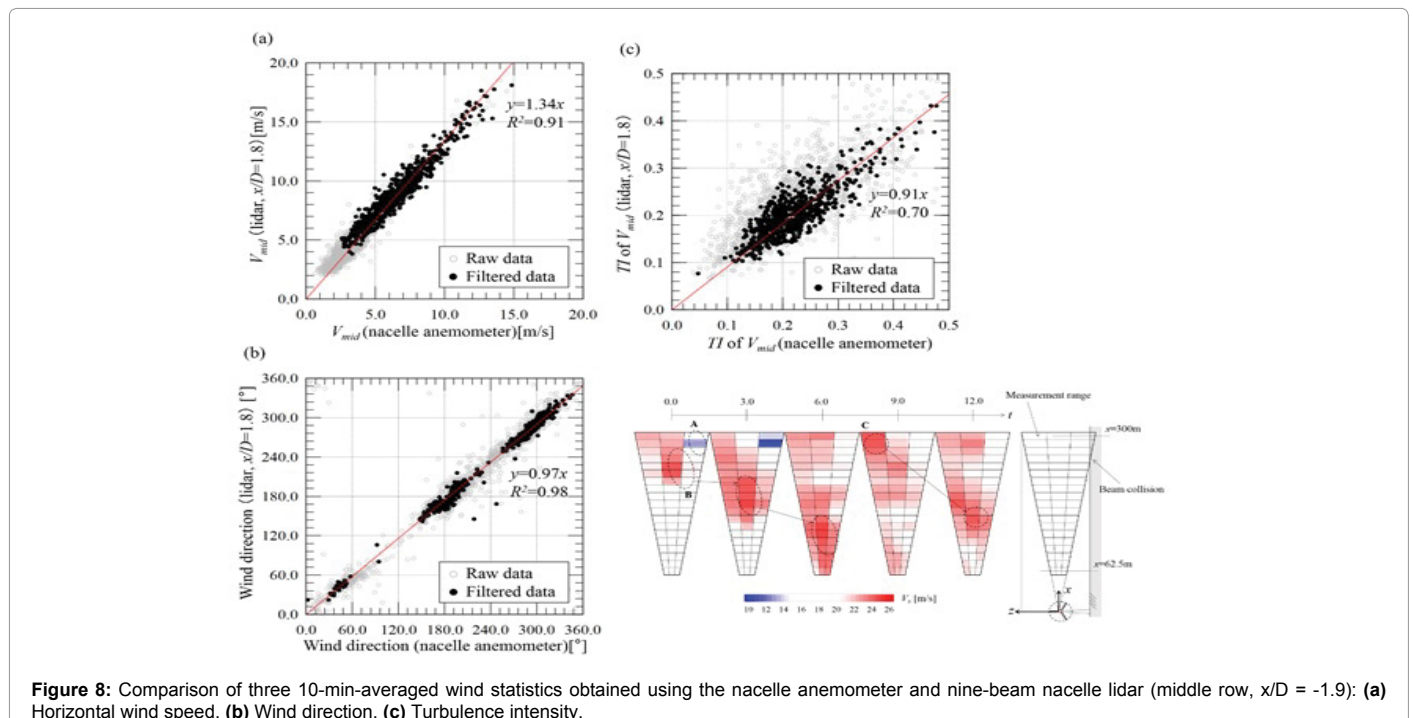 (a)
20.0
15.0
10.0
5.0
0.0
V_mid (lidar, x/D=1.8)[m/s]
y=1.34x
R²=0.91
Raw data
Filtered data
0.0 5.0 10.0 15.0 20.0
V_mid (nacelle anemometer)[m/s]
(c)
0.5
0.4
0.3
0.2
0.1
0.0
TI of V_mid (lidar, x/D=1.8)
y=0.91x
R²=0.70
Raw data
Filtered data
0.0 0.1 0.2 0.3 0.4 0.5
TI of V_mid (nacelle anemometer)
(b)
360.0
300.0
240.0
180.0
120.0
60.0
0.0
Wind direction (lidar, x/D=1.8) [°]
y=0.97x
R²=0.98
Raw data
Filtered data
0.0 60.0 120.0 180.0 240.0 300.0 360.0
Wind direction (nacelle anemometer)[°]
0.0 3.0 6.0 9.0 12.0 t
A
B
C
Measurement range
x=300m
Beam collision
x=62.5m
x
z
10 12 14 16 18 20 22 24 26 [m/s]
Figure 8: Comparison of three 10-min-averaged wind statistics obtained using the nacelle anemometer and nine-beam nacelle lidar (middle row, x/D = -1.9): (a)
Horizontal wind speed. (b) Wind direction. (c) Turbulence intensity.